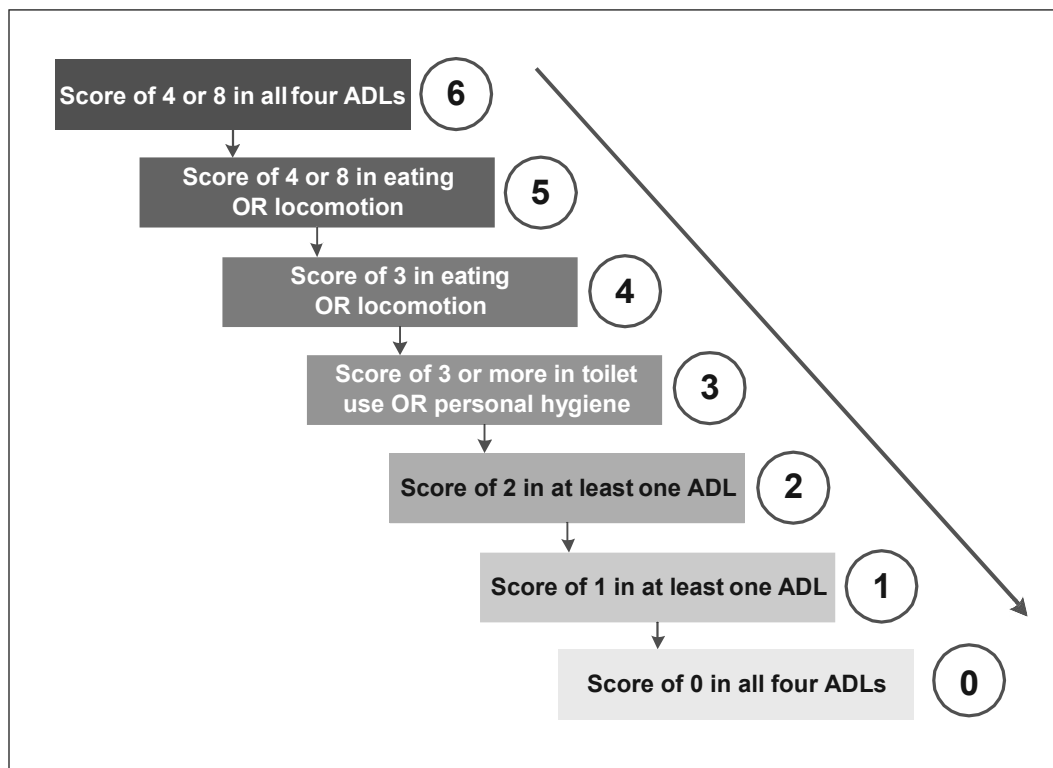 Score of 4 or 8 in all four ADLs
6
Score of 4 or 8 in eating
OR locomotion
5
Score of 3 in eating
OR locomotion
4
Score of 3 or more in toilet
use OR personal hygiene
3
Score of 2 in at least one ADL
2
Score of 1 in at least one ADL
1
Score of 0 in all four ADLs
0